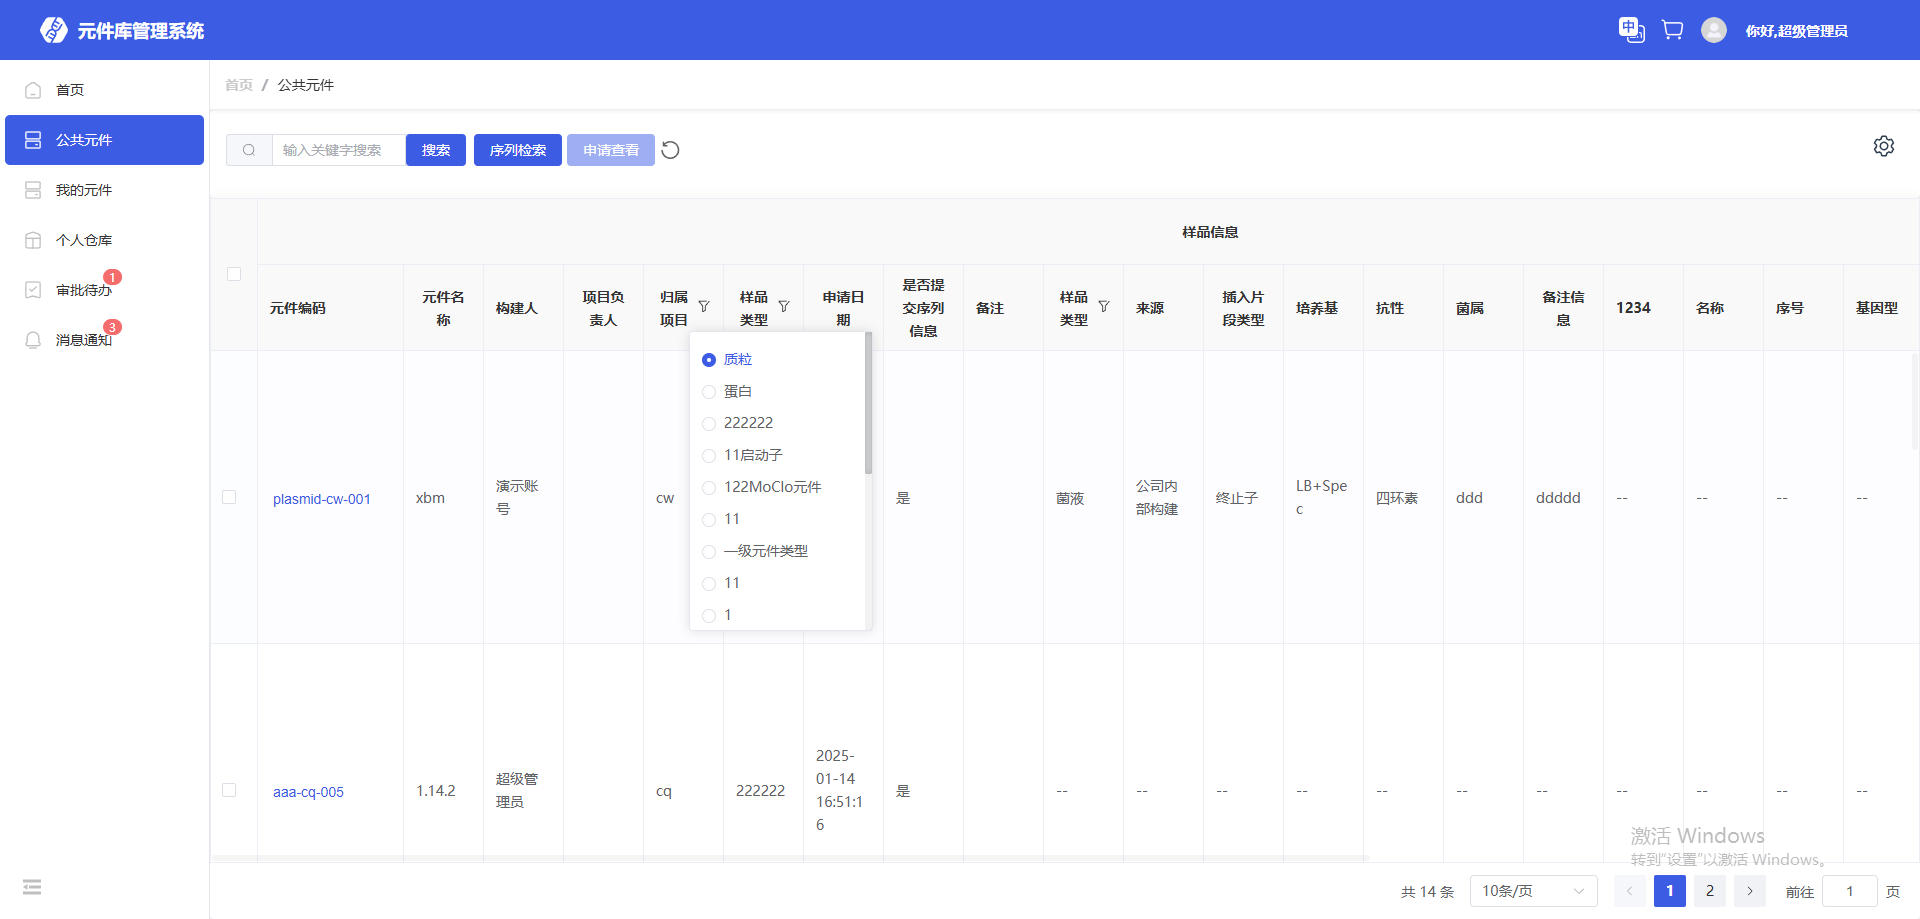 元件库管理系统
中
你好,超级管理员
首页
公共元件
我的元件
个人仓库
审批待办
1
消息通知
3
首页 / 公共元件
输入关键字搜索
搜索
序列检索
申请查看
样品信息
元件编码
元件名
称
构建人
项目负
责人
归属
项目
样品
类型
申请日
期
是否提
交序列
信息
备注
样品
类型
来源
插入片
段类型
培养基
抗性
菌属
备注信
息
1234
名称
序号
基因型
质粒
蛋白
222222
11启动子
122MoClo元件
11
一级元件类型
11
1
plasmid-cw-001
xbm
演示账
号
cw
是
菌液
公司内
部构建
终止子
LB+Spe
c
四环素
ddd
ddddd
--
--
--
--
aaa-cq-005
1.14.2
超级管
理员
cq
222222
2025-
01-14
16:51:1
6
是
--
--
--
--
--
--
--
--
--
--
--
激活 Windows
转到"设置"以激活 Windows。
共 14 条
10条/页
1
2
前往
1
页